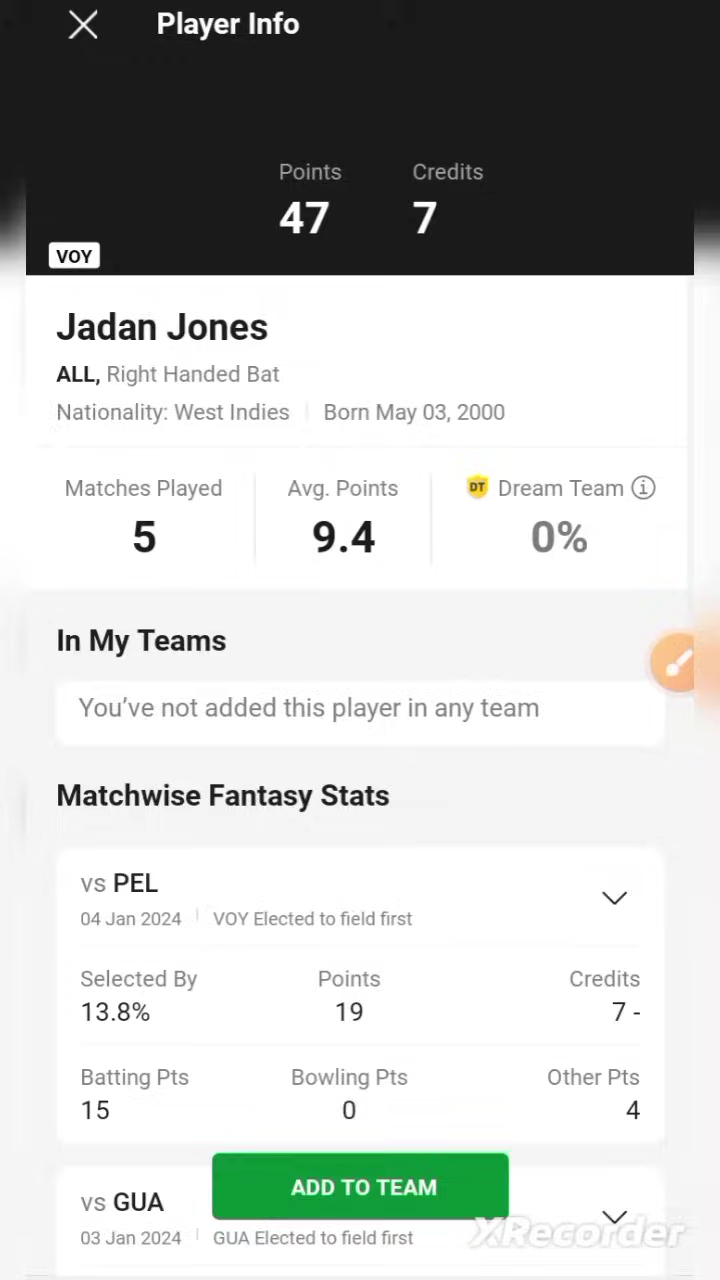 Player Info
Points Credits
47 7
VOY
Jadan Jones
ALL, Right Handed Bat
Nationality: West Indies Born May 03, 2000
Matches Played Avg. Points DT Dream Team i
5 9.4 0%
In My Teams
You’ve not added this player in any team
Matchwise Fantasy Stats
vs PEL
04 Jan 2024 VOY Elected to field first
Selected By Points Credits
13.8% 19 7 -
Batting Pts Bowling Pts Other Pts
15 0 4
ADD TO TEAM
vs GUA
03 Jan 2024 GUA Elected to field first
XRecorder